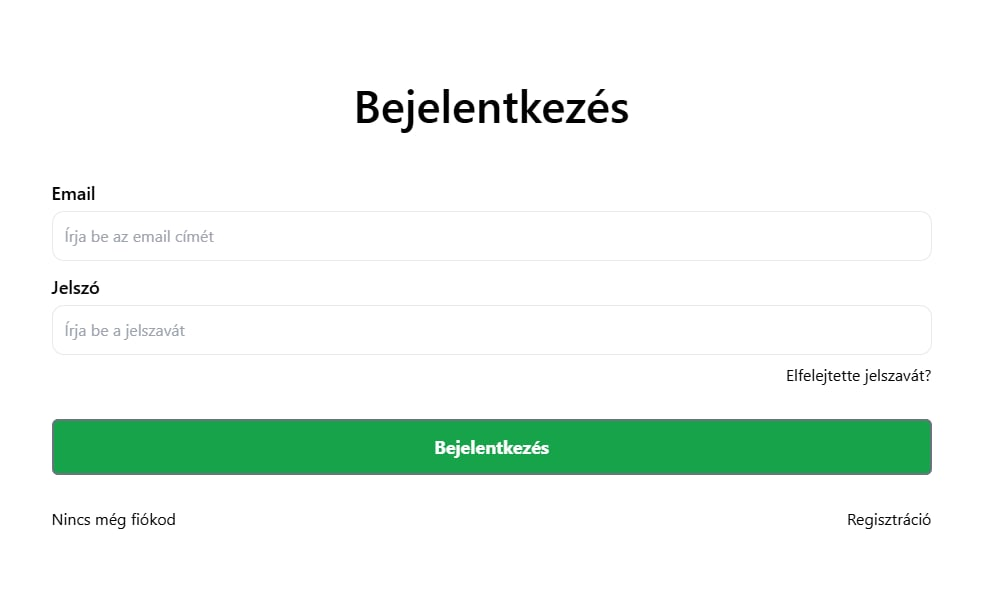 Bejelentkezés
Email
Írja be az email címét
Jelszó
Írja be a jelszavát
Elfelejtette jelszavát?
Bejelentkezés
Nincs még fiókod
Regisztráció